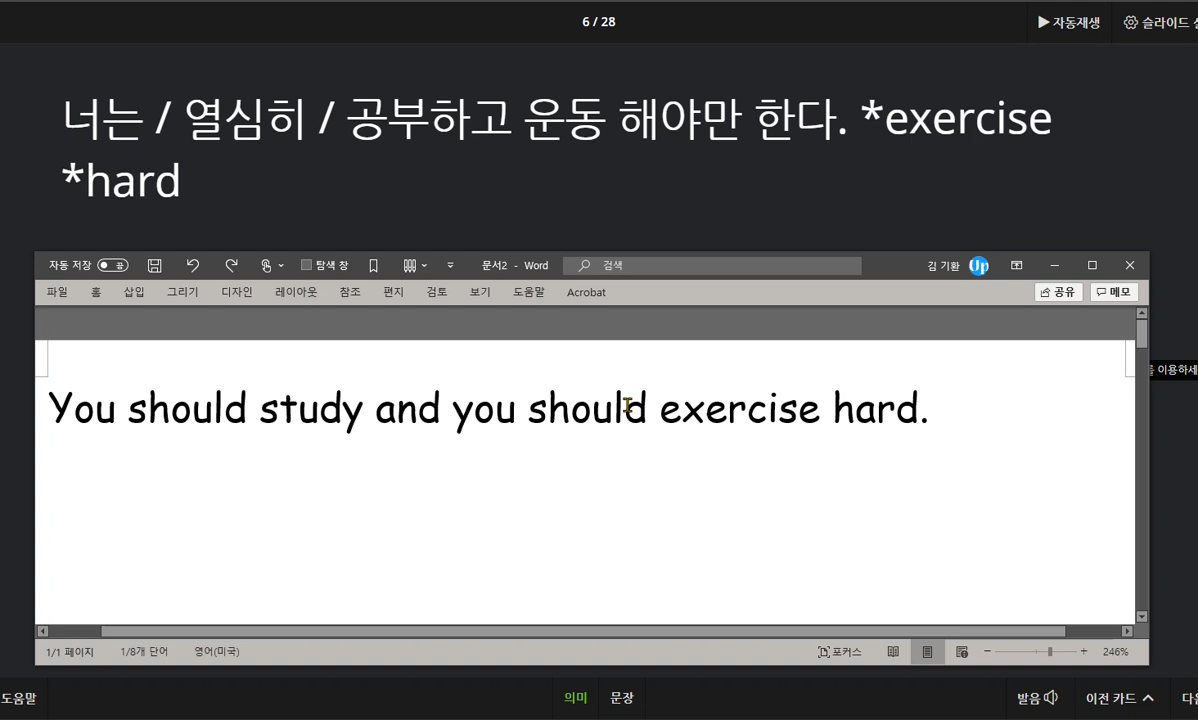 6 / 28
자동재생
슬라이드
너는 / 열심히 / 공부하고 운동 해야만 한다. *exercise
*hard
자동 저장 끔 탐색 창 문서2 - Word 검색 김 기환 Up
파일 홈 삽입 그리기 디자인 레이아웃 참조 편지 검토 보기 도움말 Acrobat 공유 메모
를 이용하세
You should study and you should exercise hard.
1/1 페이지 1/8개 단어 영어(미국) 포커스 246%
도움말 의미 문장 발음 이전 카드